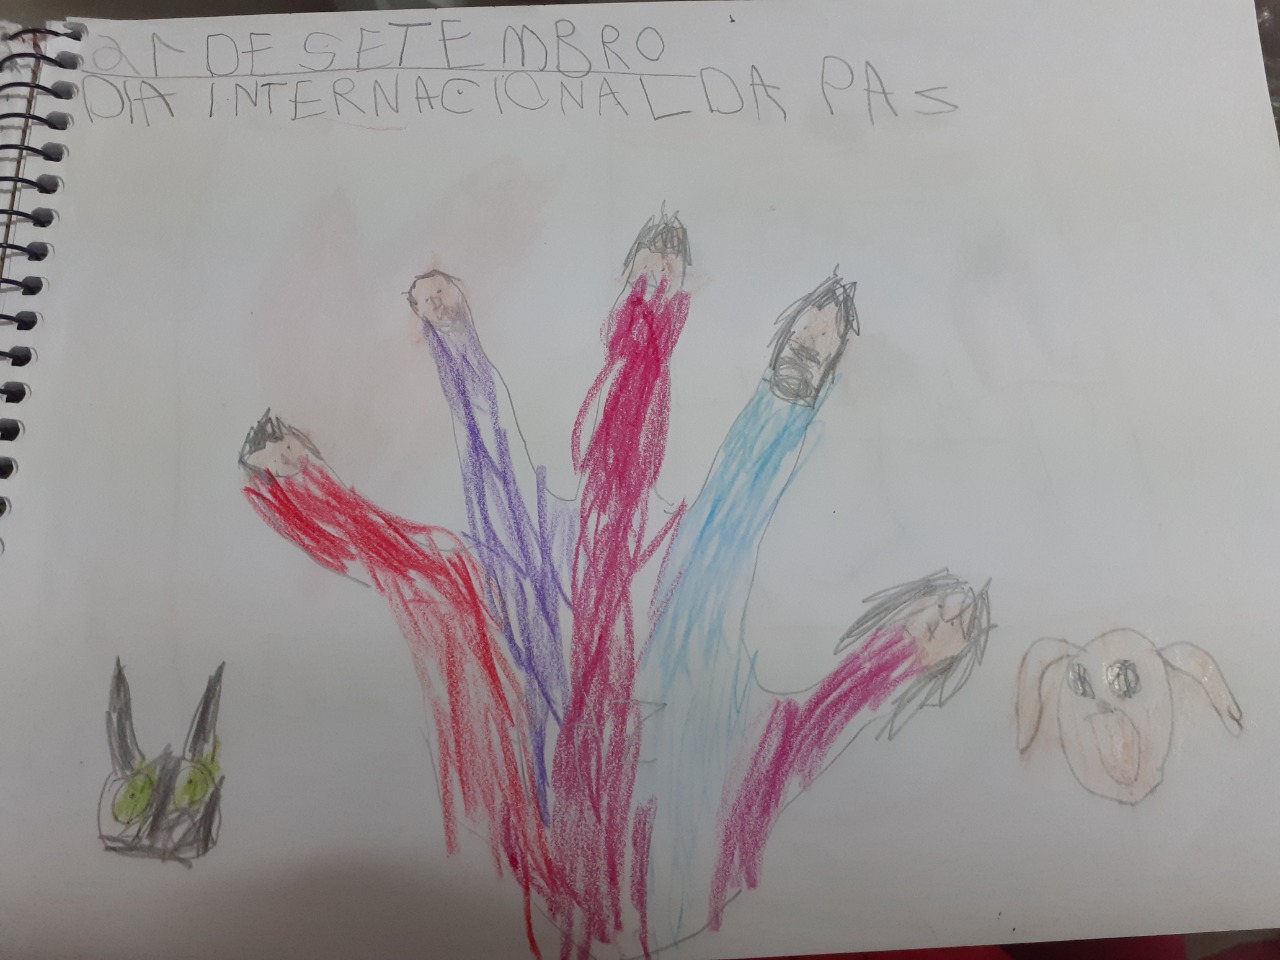 21 DE SETEMBRO
DIA INTERNACIONAL DA PAS